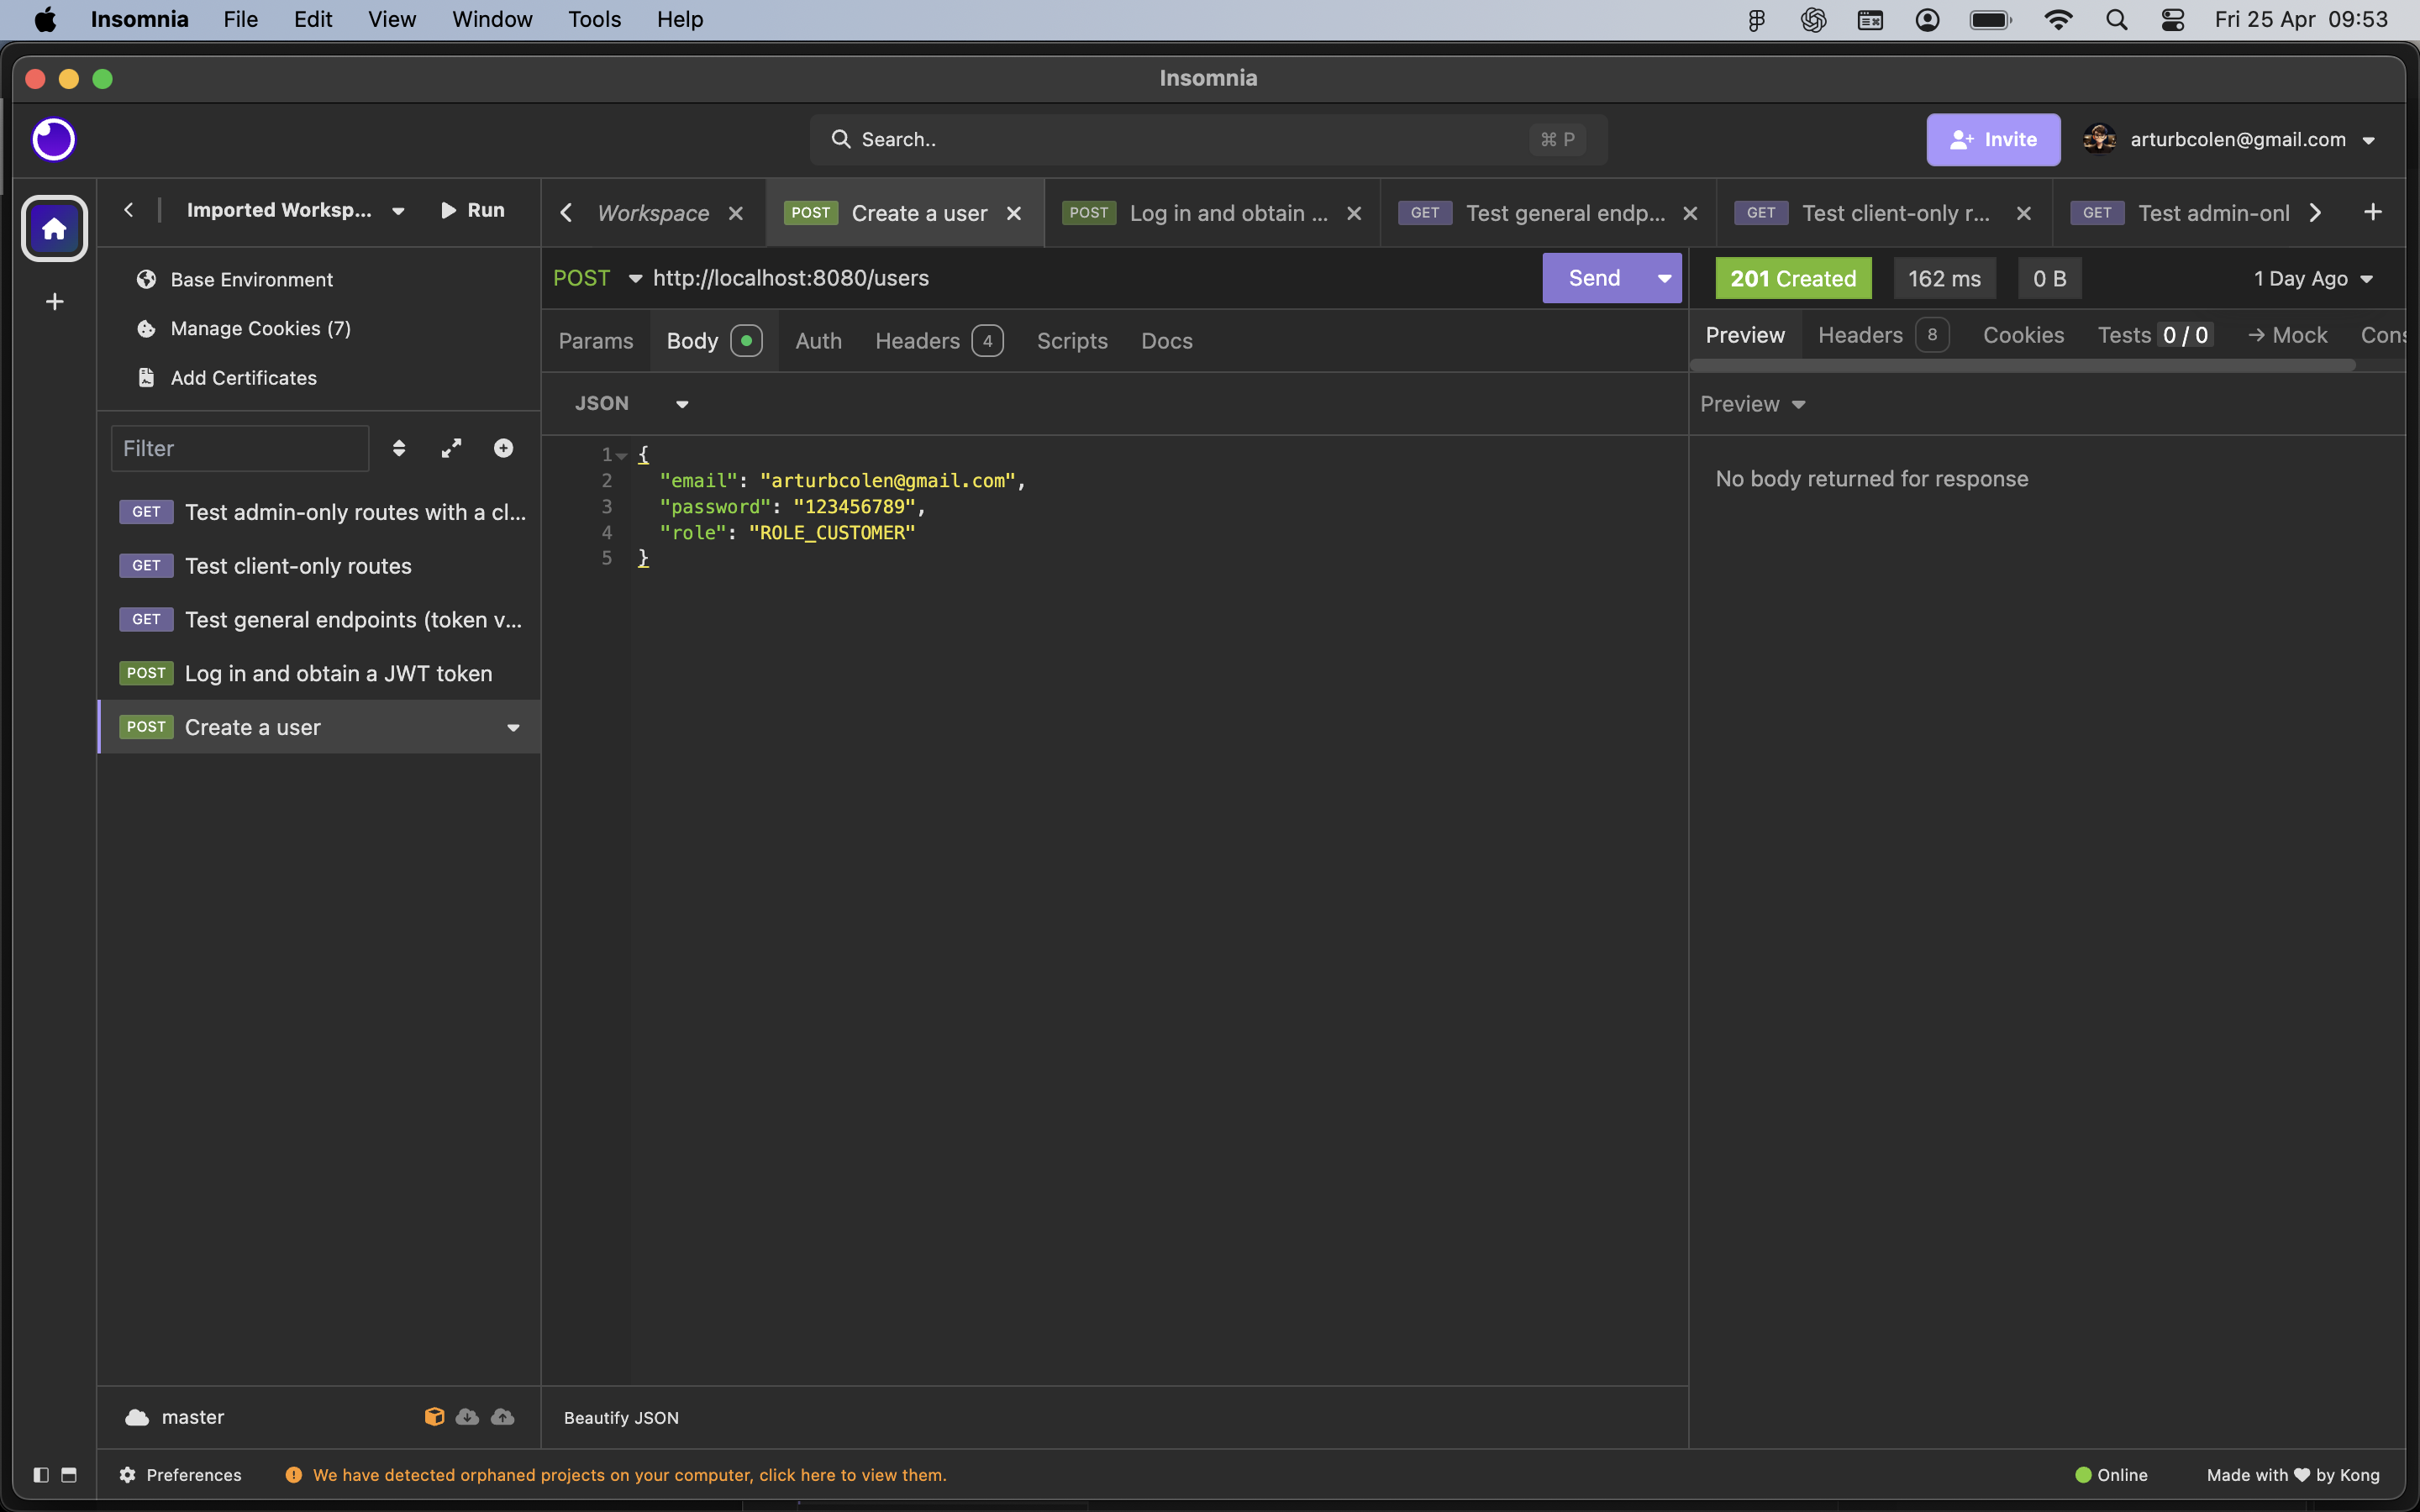 Insomnia File Edit View Window Tools Help Fri 25 Apr 09:53
Insomnia
Search.. ⌘ P Invite arturbcolen@gmail.com
Imported Worksp... Run
Workspace POST Create a user POST Log in and obtain ... GET Test general endp... GET Test client-only r... GET Test admin-onl
Base Environment
Manage Cookies (7)
Add Certificates
Filter
GET Test admin-only routes with a cl...
GET Test client-only routes
GET Test general endpoints (token v...
POST Log in and obtain a JWT token
POST Create a user
POST http://localhost:8080/users Send
Params Body Auth Headers 4 Scripts Docs
JSON
1 {
2 "email": "arturbcolen@gmail.com",
3 "password": "123456789",
4 "role": "ROLE_CUSTOMER"
5 }
201 Created 162 ms 0 B 1 Day Ago
Preview Headers 8 Cookies Tests 0 / 0 → Mock Cons
Preview
No body returned for response
master
Beautify JSON
Preferences We have detected orphaned projects on your computer, click here to view them. Online Made with ♥ by Kong